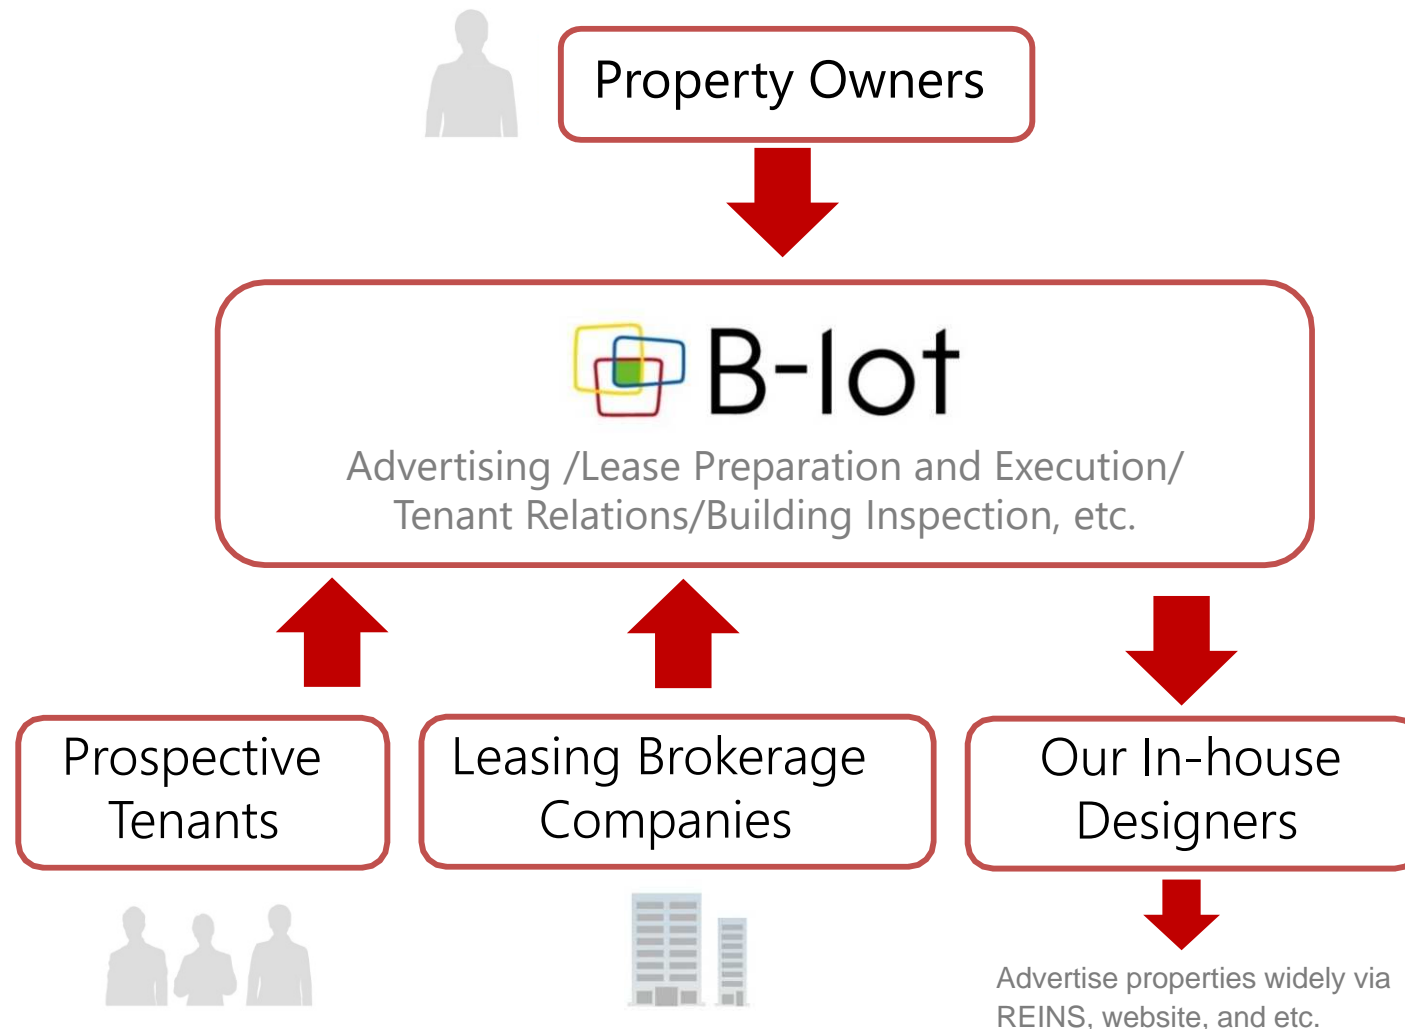 Property Owners
B-lot
Advertising /Lease Preparation and Execution/
Tenant Relations/Building Inspection, etc.
Prospective
Tenants
Leasing Brokerage
Companies
Our In-house
Designers
Advertise properties widely via
REINS, website, and etc.